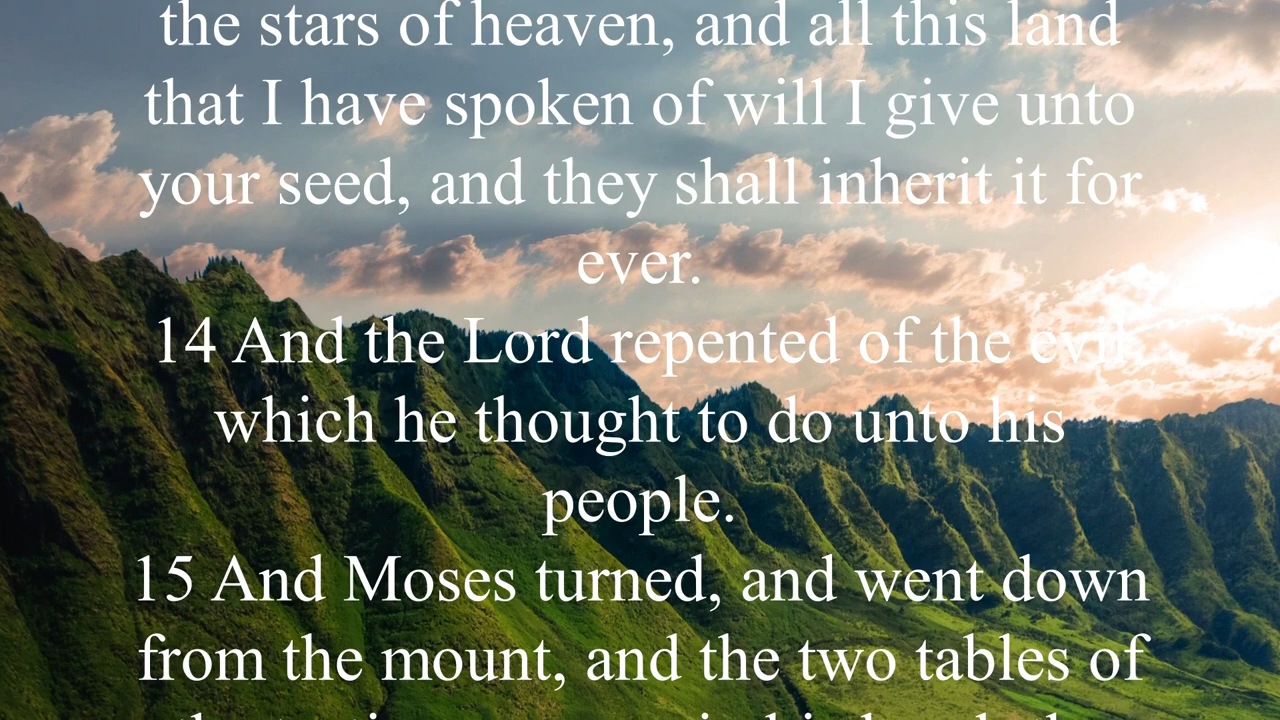 the stars of heaven, and all this land
that I have spoken of will I give unto
your seed, and they shall inherit it for
ever.
14 And the Lord repented of the evil
which he thought to do unto his
people.
15 And Moses turned, and went down
from the mount, and the two tables of